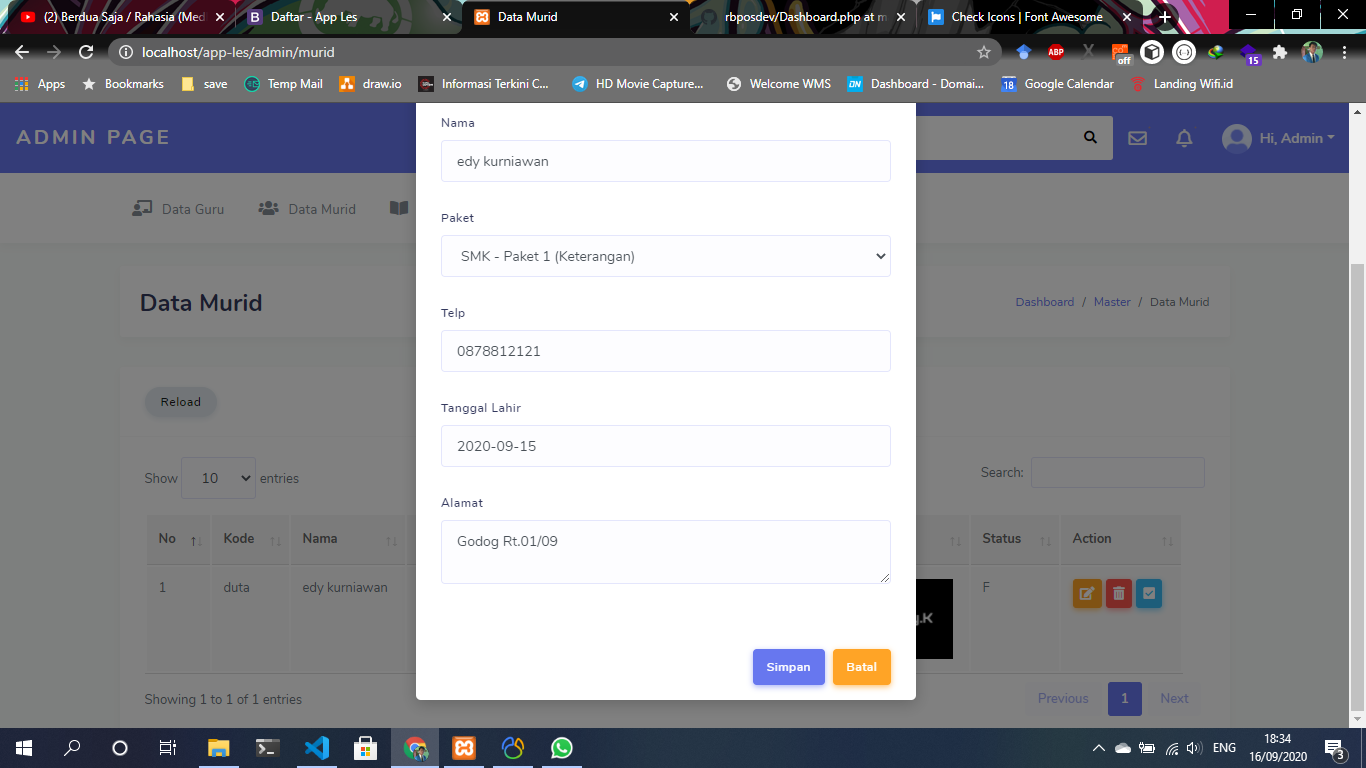 (2) Berdua Saja / Rahasia (Med
Daftar - App Les
Data Murid
rbposdev/Dashboard.php at m
Check Icons | Font Awesome
localhost/app-les/admin/murid
ABP
off
15
Apps
Bookmarks
save
Temp Mail
draw.io
Informasi Terkini C...
HD Movie Capture...
Welcome WMS
DN
Dashboard - Domai...
18
Google Calendar
Landing Wifi.id
ADMIN PAGE
Hi, Admin
Data Guru
Data Murid
Data Murid
Dashboard / Master / Data Murid
Reload
Show 10 entries
Search:
No
Kode
Nama
Status
Action
1
duta
edy kurniawan
.K
F
Showing 1 to 1 of 1 entries
Previous
1
Next
Nama
edy kurniawan
Paket
SMK - Paket 1 (Keterangan)
Telp
0878812121
Tanggal Lahir
2020-09-15
Alamat
Godog Rt.01/09
Simpan
Batal
ENG
18:34
16/09/2020
3